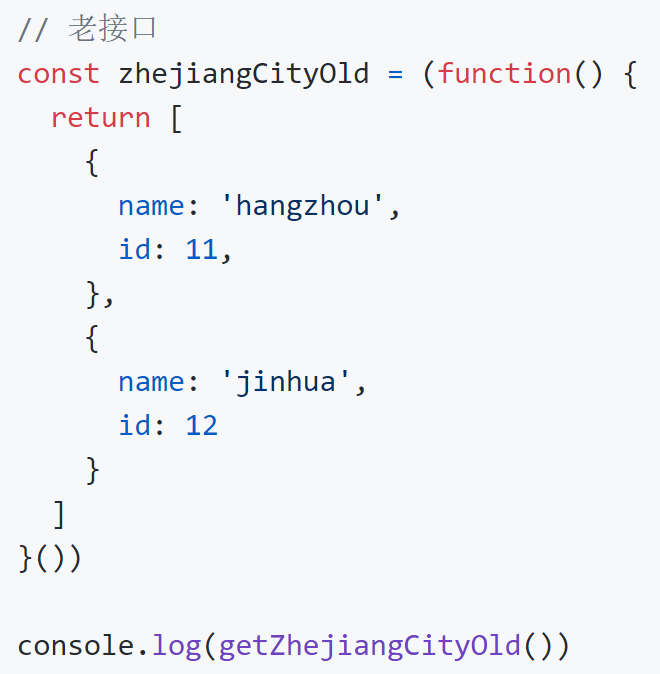 // 老接口
const zhejiangCityOld = (function() {
  return [
    {
      name: 'hangzhou',
      id: 11,
    },
    {
      name: 'jinhua',
      id: 12
    }
  ]
}())

console.log(getZhejiangCityOld())